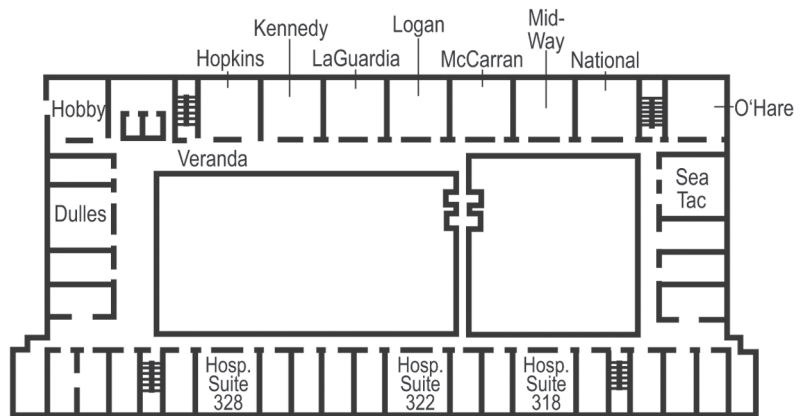 Mid-
Way
Logan
Kennedy
Hopkins
LaGuardia
McCarran
National
Hobby
O‘Hare
Veranda
Sea
Tac
Dulles
Hosp.
Suite
328
Hosp.
Suite
322
Hosp.
Suite
318